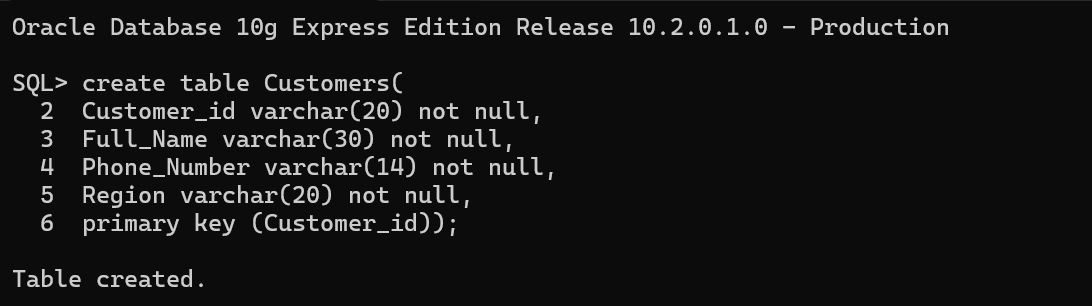 Oracle Database 10g Express Edition Release 10.2.0.1.0 - Production
SQL> create table Customers(
  2  Customer_id varchar(20) not null,
  3  Full_Name varchar(30) not null,
  4  Phone_Number varchar(14) not null,
  5  Region varchar(20) not null,
  6  primary key (Customer_id));
Table created.